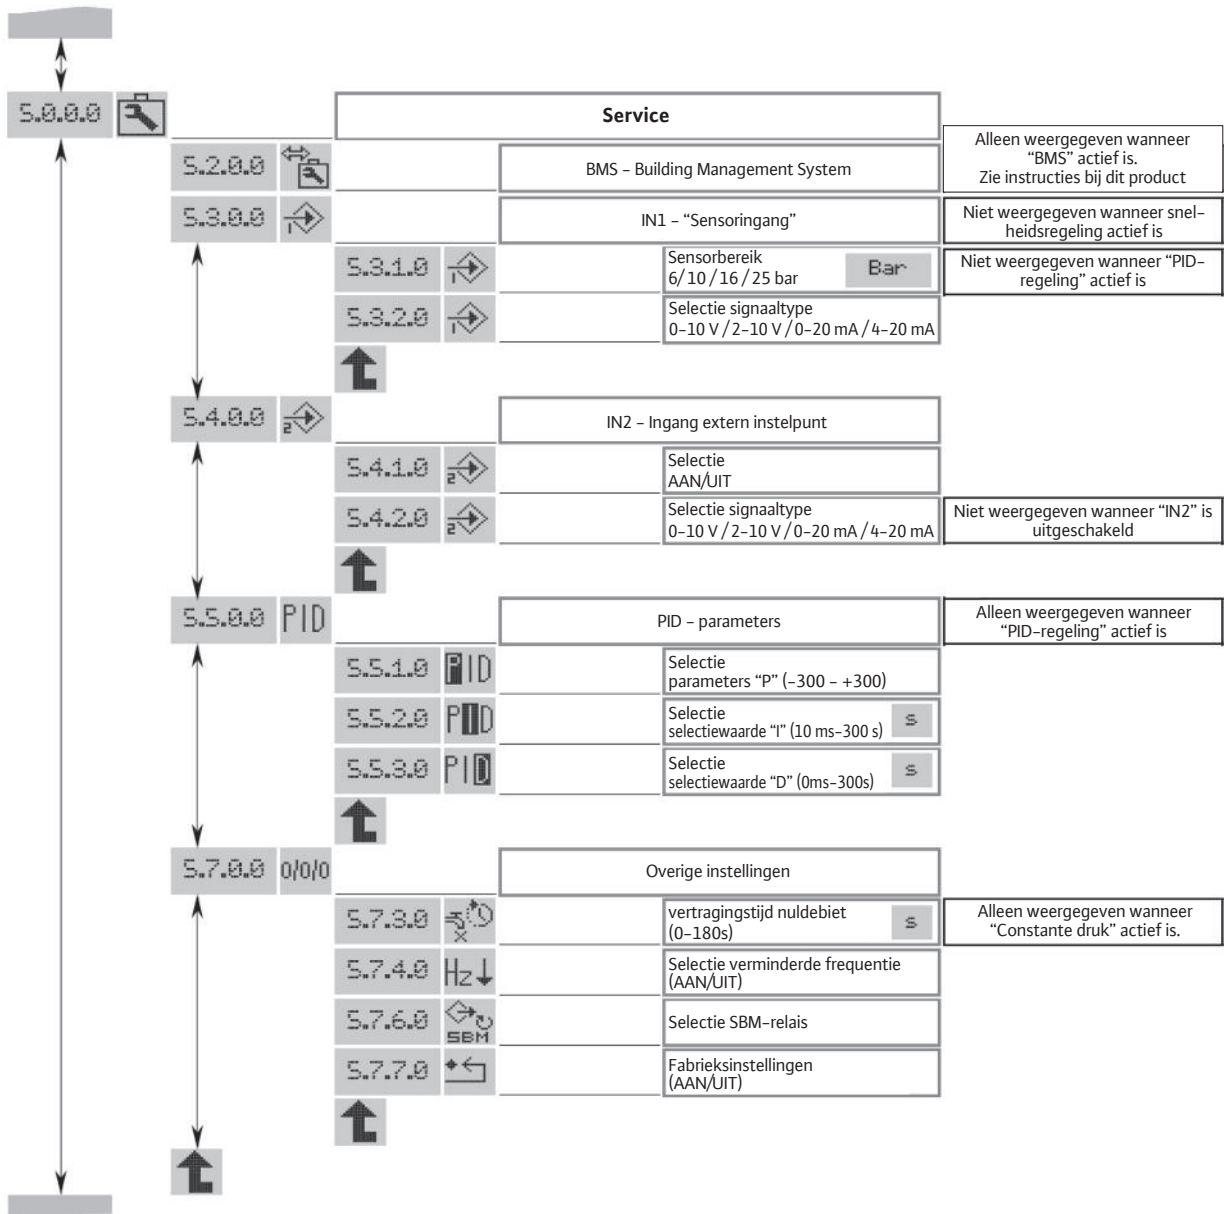 5.0.0.0
Service
5.2.0.0
BMS – Building Management System
Alleen weergegeven wanneer
“BMS” actief is.
Zie instructies bij dit product
5.3.0.0
1
IN1 – “Sensoringang”
Niet weergegeven wanneer snel-
heidsregeling actief is
5.3.1.0
1
Sensorbereik
6/10/16/25 bar
Bar
Niet weergegeven wanneer “PID-
regeling” actief is
5.3.2.0
1
Selectie signaaltype
0-10 V/2-10 V/0-20 mA/4-20 mA
5.4.0.0
2
IN2 – Ingang extern instelpunt
5.4.1.0
2
Selectie
AAN/UIT
5.4.2.0
2
Selectie signaaltype
0-10 V/2-10 V/0-20 mA/4-20 mA
Niet weergegeven wanneer “IN2” is
uitgeschakeld
5.5.0.0
PID
PID – parameters
Alleen weergegeven wanneer
“PID-regeling” actief is
5.5.1.0
PID
Selectie
parameters “P” (-300 – +300)
5.5.2.0
PID
Selectie
selectiewaarde “I” (10 ms-300 s)
s
5.5.3.0
PID
Selectie
selectiewaarde “D” (0ms-300s)
s
5.7.0.0
0/0/0
Overige instellingen
5.7.3.0
vertragingstijd nuldebiet
(0-180s)
s
Alleen weergegeven wanneer
“Constante druk” actief is.
5.7.4.0
Hz
Selectie verminderde frequentie
(AAN/UIT)
5.7.6.0
SBM
Selectie SBM-relais
5.7.7.0
Fabrieksinstellingen
(AAN/UIT)